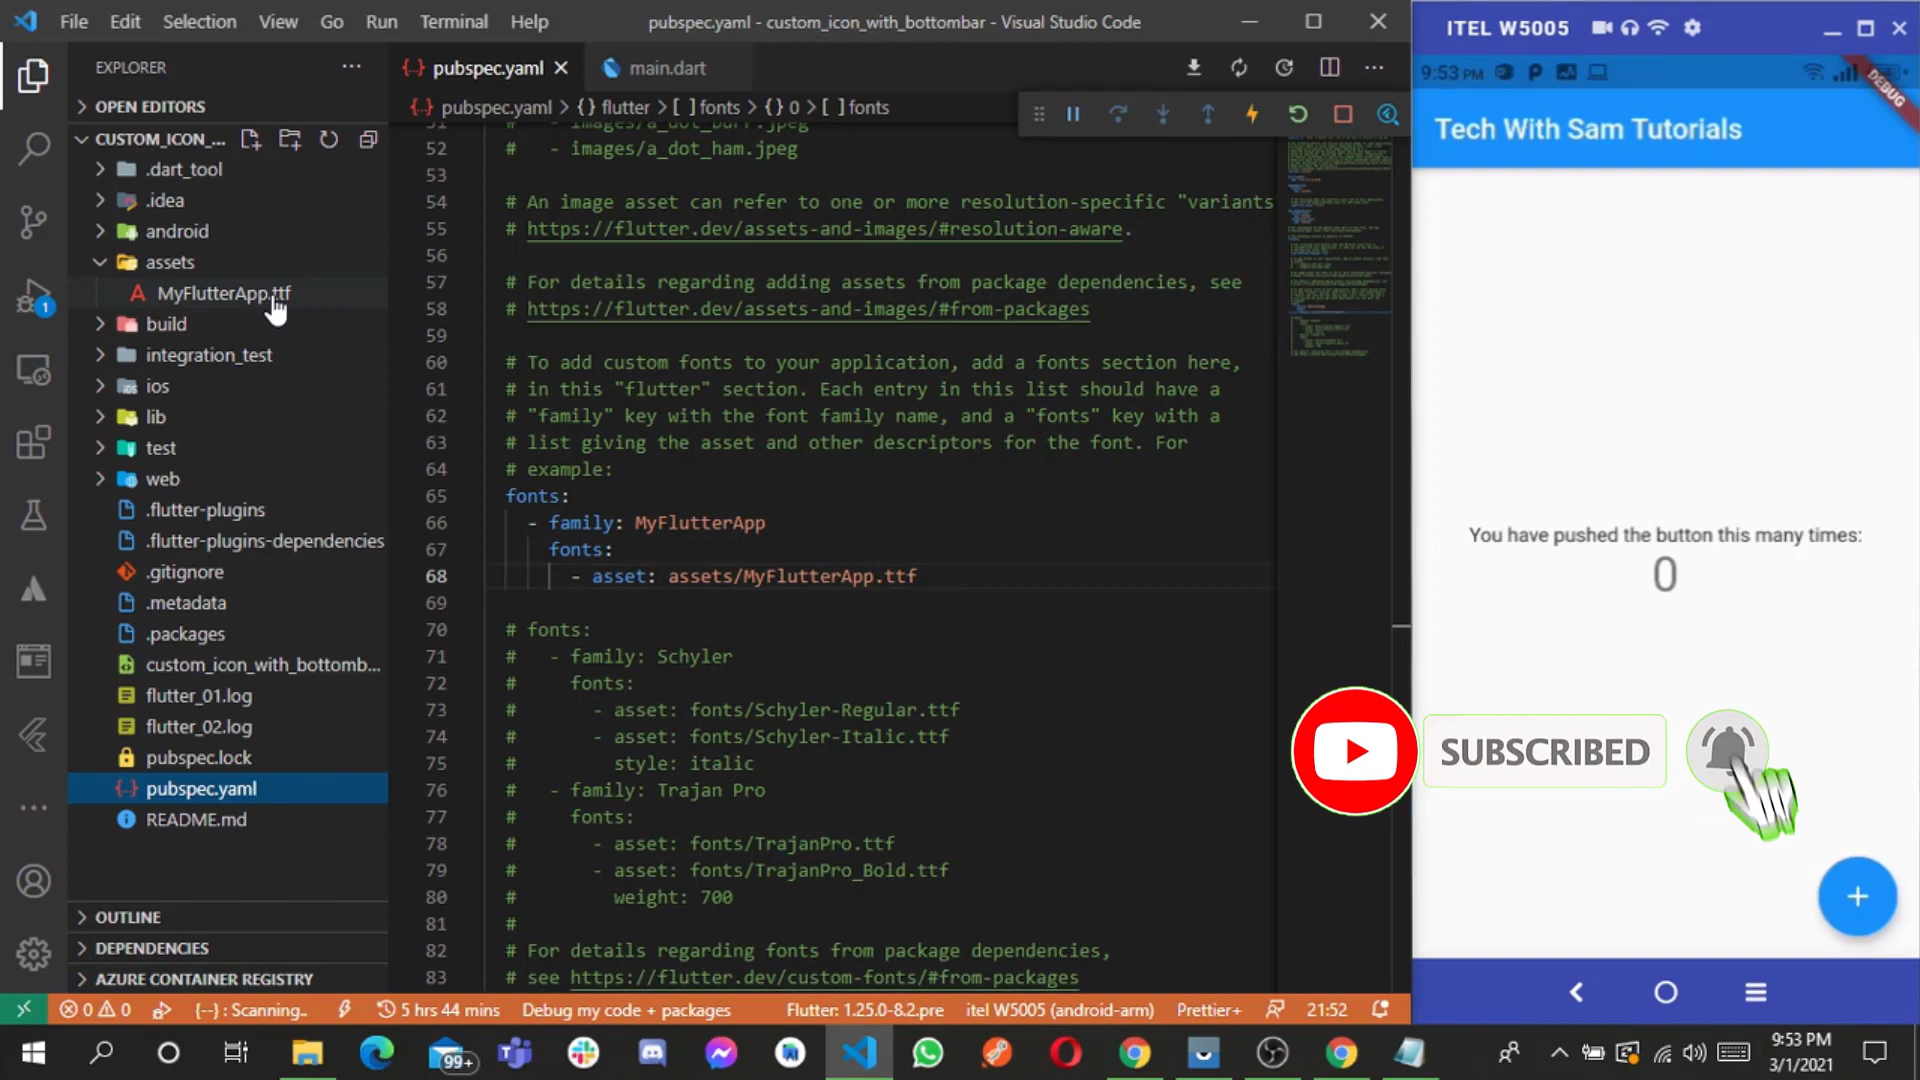 File Edit Selection View Go Run Terminal Help
pubspec.yaml - custom_icon_with_bottombar - Visual Studio Code
EXPLORER
OPEN EDITORS
CUSTOM_ICON_...
.dart_tool
.idea
android
assets
MyFlutterApp.ttf
build
integration_test
ios
lib
test
web
.flutter-plugins
.flutter-plugins-dependencies
.gitignore
.metadata
.packages
custom_icon_with_bottomb...
flutter_01.log
flutter_02.log
pubspec.lock
pubspec.yaml
README.md
OUTLINE
DEPENDENCIES
AZURE CONTAINER REGISTRY
1
pubspec.yaml main.dart
pubspec.yaml > {} flutter > [ ] fonts > {} 0 > [ ] fonts
51 # - images/a_dot_burr.jpeg
52 # - images/a_dot_ham.jpeg
53
54 # An image asset can refer to one or more resolution-specific "variants
55 # https://flutter.dev/assets-and-images/#resolution-aware.
56
57 # For details regarding adding assets from package dependencies, see
58 # https://flutter.dev/assets-and-images/#from-packages
59
60 # To add custom fonts to your application, add a fonts section here,
61 # in this "flutter" section. Each entry in this list should have a
62 # "family" key with the font family name, and a "fonts" key with a
63 # list giving the asset and other descriptors for the font. For
64 # example:
65 fonts:
66 - family: MyFlutterApp
67 fonts:
68 - asset: assets/MyFlutterApp.ttf
69
70 # fonts:
71 # - family: Schyler
72 # fonts:
73 # - asset: fonts/Schyler-Regular.ttf
74 # - asset: fonts/Schyler-Italic.ttf
75 # style: italic
76 # - family: Trajan Pro
77 # fonts:
78 # - asset: fonts/TrajanPro.ttf
79 # - asset: fonts/TrajanPro_Bold.ttf
80 # weight: 700
81 #
82 # For details regarding fonts from package dependencies,
83 # see https://flutter.dev/custom-fonts/#from-packages
ITEL W5005
9:53 PM
DEBUG
Tech With Sam Tutorials
You have pushed the button this many times:
0
SUBSCRIBED
0 0 {--} : Scanning.. 5 hrs 44 mins Debug my code + packages Flutter: 1.25.0-8.2.pre itel W5005 (android-arm) Prettier+ 21:52
99+
9:53 PM
3/1/2021